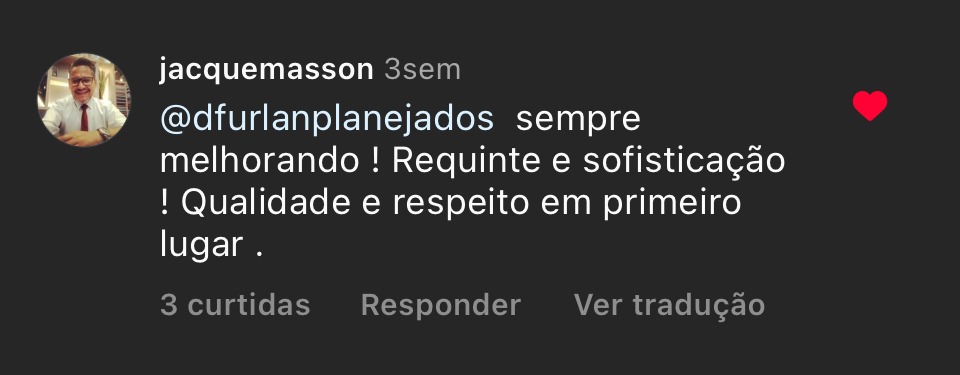 jacquemasson 3sem
@dfurlanplanejados sempre
melhorando ! Requinte e sofisticação
! Qualidade e respeito em primeiro
lugar .
3 curtidas Responder Ver tradução